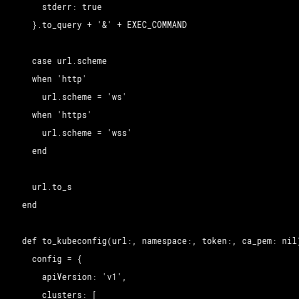 stderr: true
}.to_query + '&' + EXEC_COMMAND
case url.scheme
when 'http'
url.scheme = 'ws'
when 'https'
url.scheme = 'wss'
end
url.to_s
end
def to_kubeconfig(url:, namespace:, token:, ca_pem: nil)
config = {
apiVersion: 'v1',
clusters: [